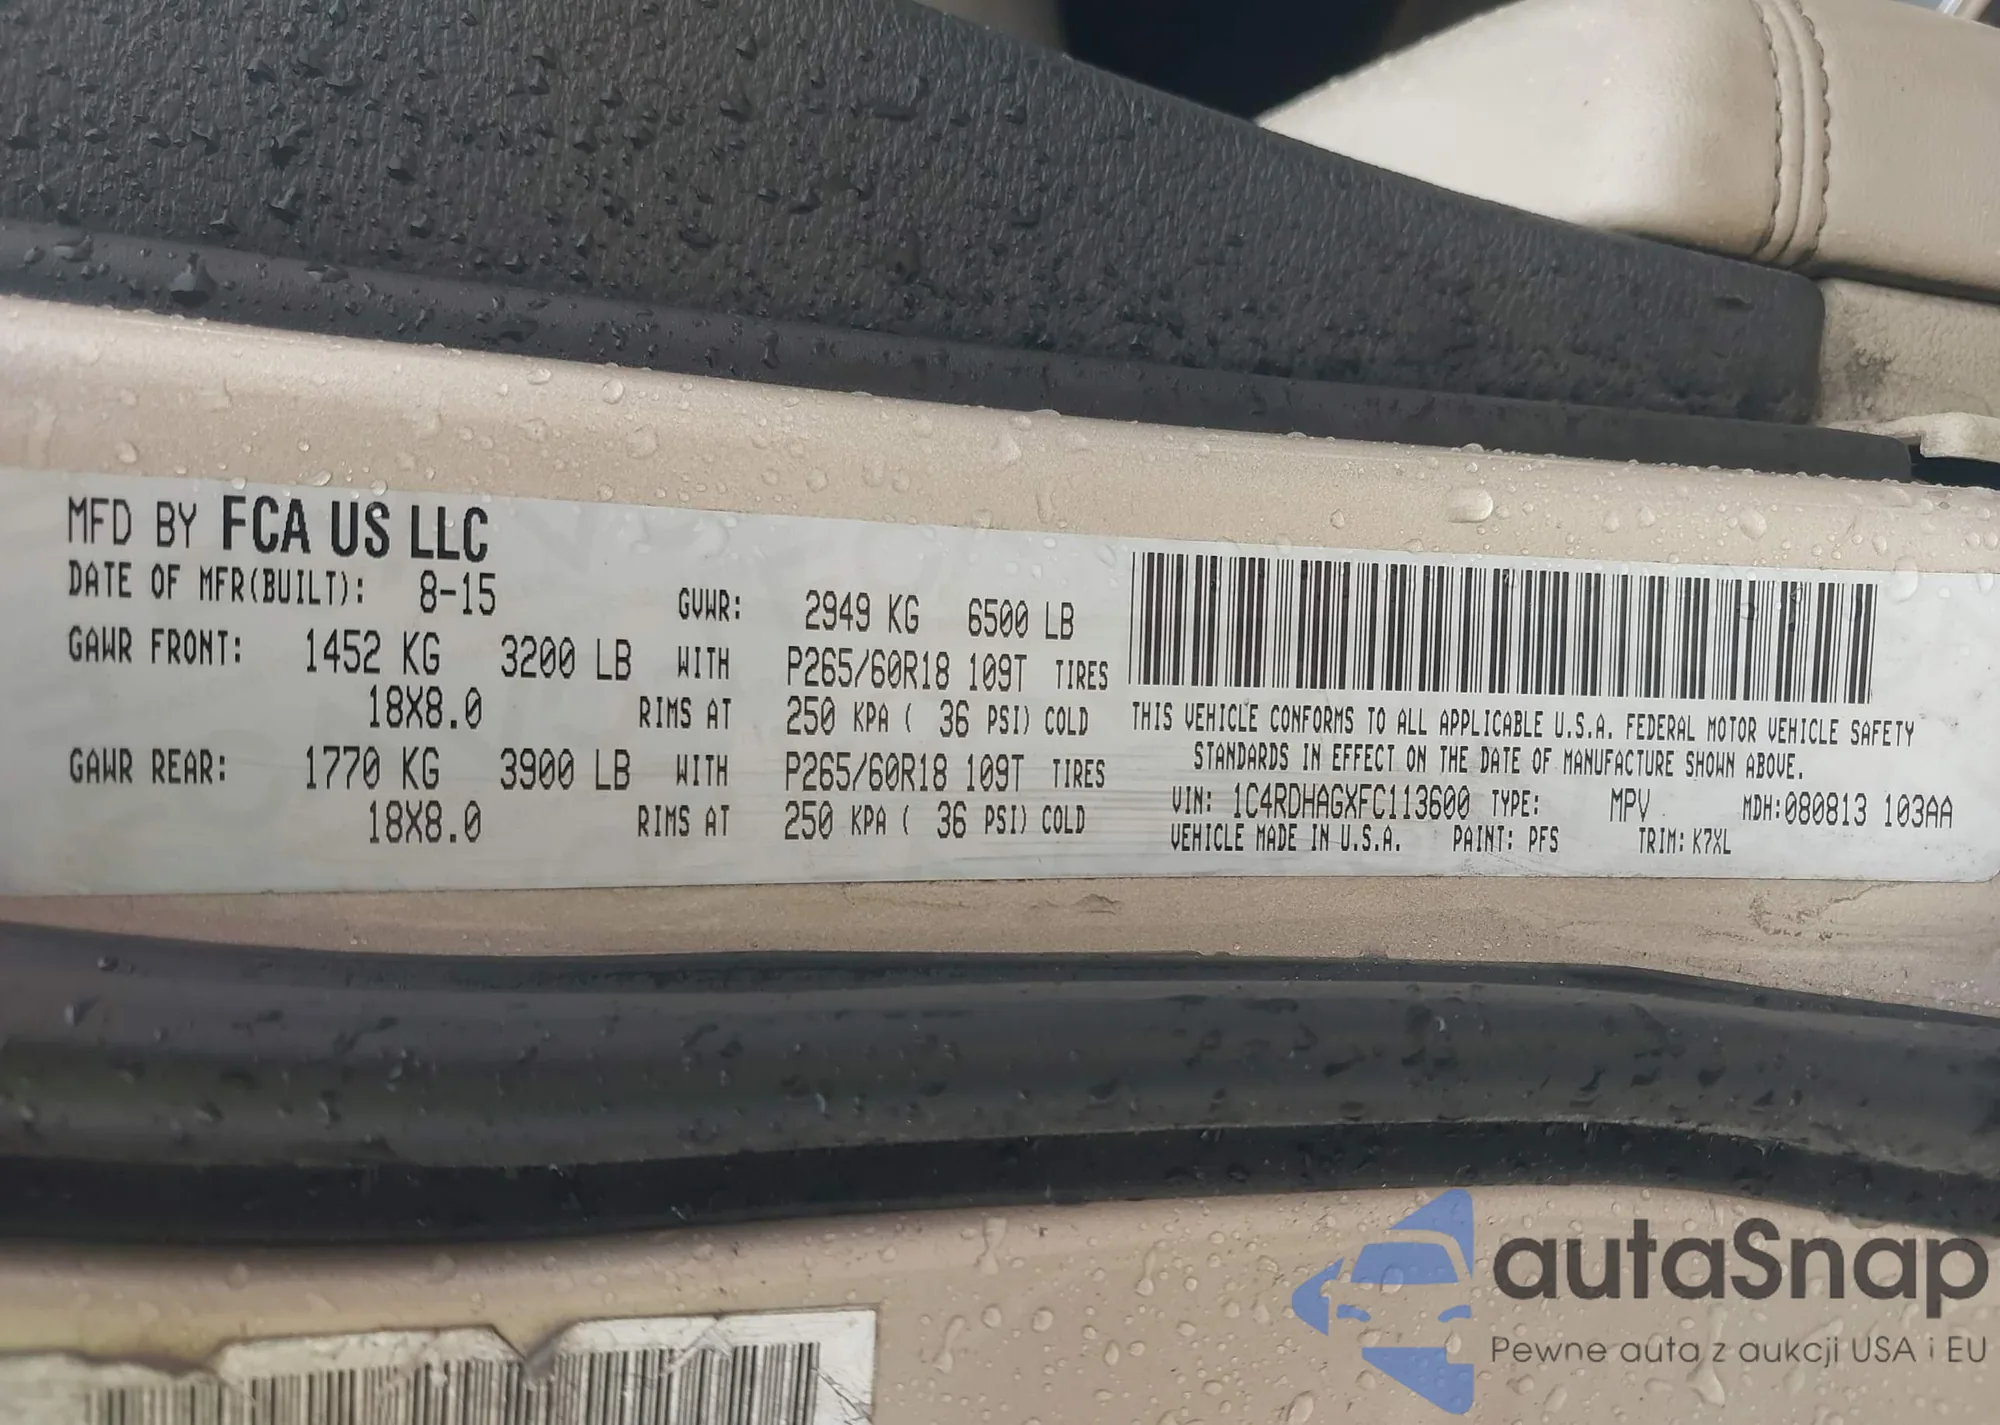 MFD BY FCA US LLC
DATE OF MFR(BUILT): 8-15 GVWR: 2949 KG 6500 LB
GAWR FRONT: 1452 KG 3200 LB WITH P265/60R18 109T TIRES
18X8.0 RIMS AT 250 KPA ( 36 PSI) COLD
GAWR REAR: 1770 KG 3900 LB WITH P265/60R18 109T TIRES
18X8.0 RIMS AT 250 KPA ( 36 PSI) COLD
THIS VEHICLE CONFORMS TO ALL APPLICABLE U.S.A. FEDERAL MOTOR VEHICLE SAFETY
STANDARDS IN EFFECT ON THE DATE OF MANUFACTURE SHOWN ABOVE.
VIN: 1C4RDHAGXFC113600 TYPE: MPV MDH:080813 103AA
VEHICLE MADE IN U.S.A. PAINT: PFS TRIM: K7XL
autaSnap
Pewne auta z aukcji USA i EU